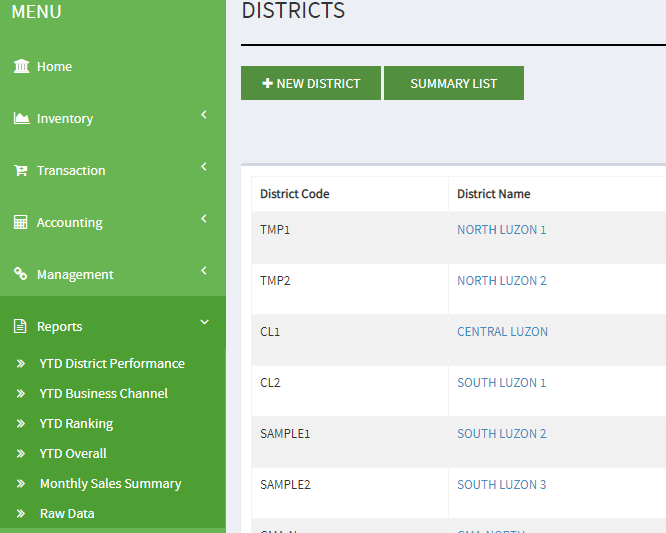 MENU
Home
Inventory
Transaction
Accounting
Management
Reports
YTD District Performance
YTD Business Channel
YTD Ranking
YTD Overall
Monthly Sales Summary
Raw Data
DISTRICTS
NEW DISTRICT
SUMMARY LIST
District Code District Name
TMP1 NORTH LUZON 1
TMP2 NORTH LUZON 2
CL1 CENTRAL LUZON
CL2 SOUTH LUZON 1
SAMPLE1 SOUTH LUZON 2
SAMPLE2 SOUTH LUZON 3